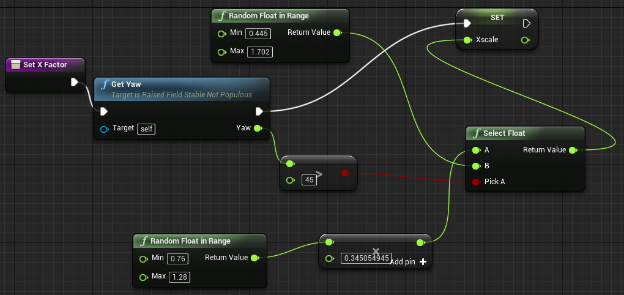 Set X Factor
f Get Yaw
Target is Raised Field Stable Not Populous
Target self
Yaw
f Random Float in Range
Min 0.445 Return Value
Max 1.702
SET
Xscale
> 45
f Select Float
A Return Value
B
Pick A
f Random Float in Range
Min 0.76 Return Value
Max 1.28
×
0.345054945 Add pin +